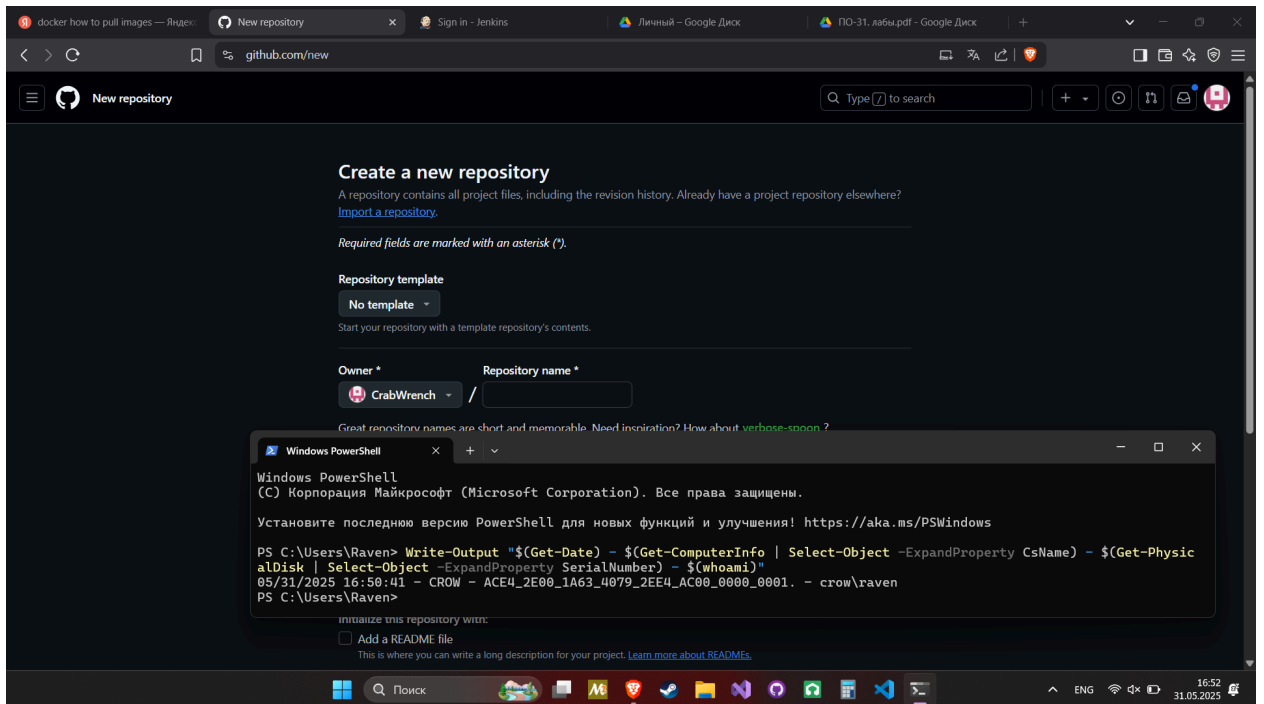 docker how to pull images — Яндекс
New repository
Sign in - Jenkins
Личный – Google Диск
ПО-31. лабы.pdf - Google Диск
github.com/new
New repository
Type / to search
Create a new repository
A repository contains all project files, including the revision history. Already have a project repository elsewhere?
Import a repository.
Required fields are marked with an asterisk (*).
Repository template
No template
Start your repository with a template repository's contents.
Owner *
Repository name *
CrabWrench
/
Great repository names are short and memorable. Need inspiration? How about verbose-spoon ?
Windows PowerShell
Windows PowerShell
(C) Корпорация Майкрософт (Microsoft Corporation). Все права защищены.
Установите последнюю версию PowerShell для новых функций и улучшения! https://aka.ms/PSWindows
PS C:\Users\Raven> Write-Output "$(Get-Date) - $(Get-ComputerInfo | Select-Object -ExpandProperty CsName) - $(Get-Physic
alDisk | Select-Object -ExpandProperty SerialNumber) - $(whoami)"
05/31/2025 16:50:41 - CROW - ACE4_2E00_1A63_4079_2EE4_AC00_0000_0001. - crow\raven
PS C:\Users\Raven>
Initialize this repository with:
Add a README file
This is where you can write a long description for your project. Learn more about READMEs.
Поиск
ENG
16:52
31.05.2025